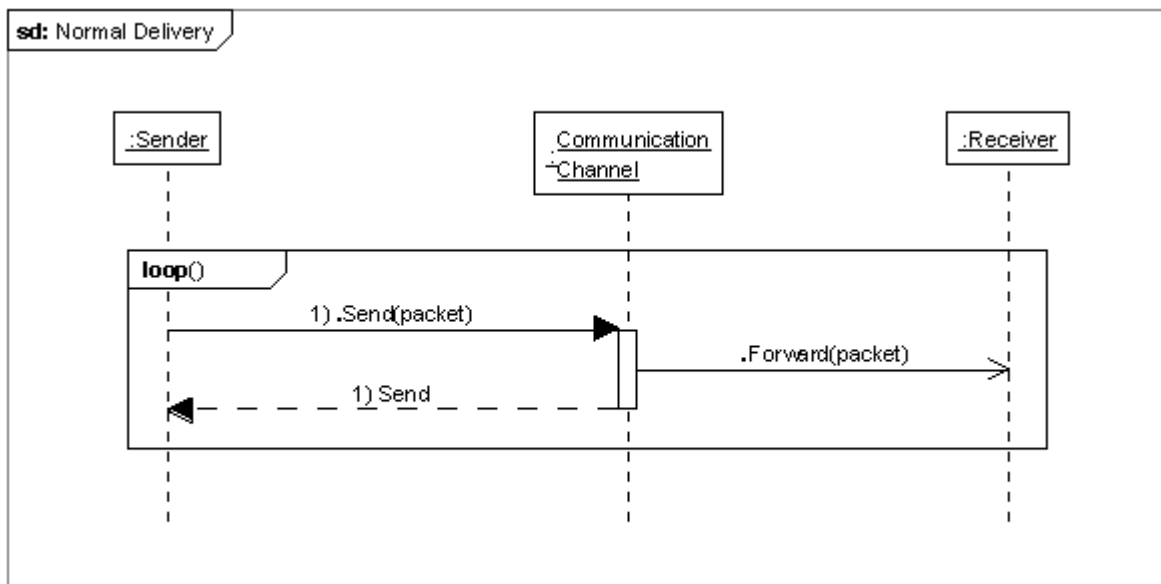 sd: Normal Delivery
:Sender
Communication
:Channel
:Receiver
loop()
1) .Send(packet)
.Forward(packet)
1) Send